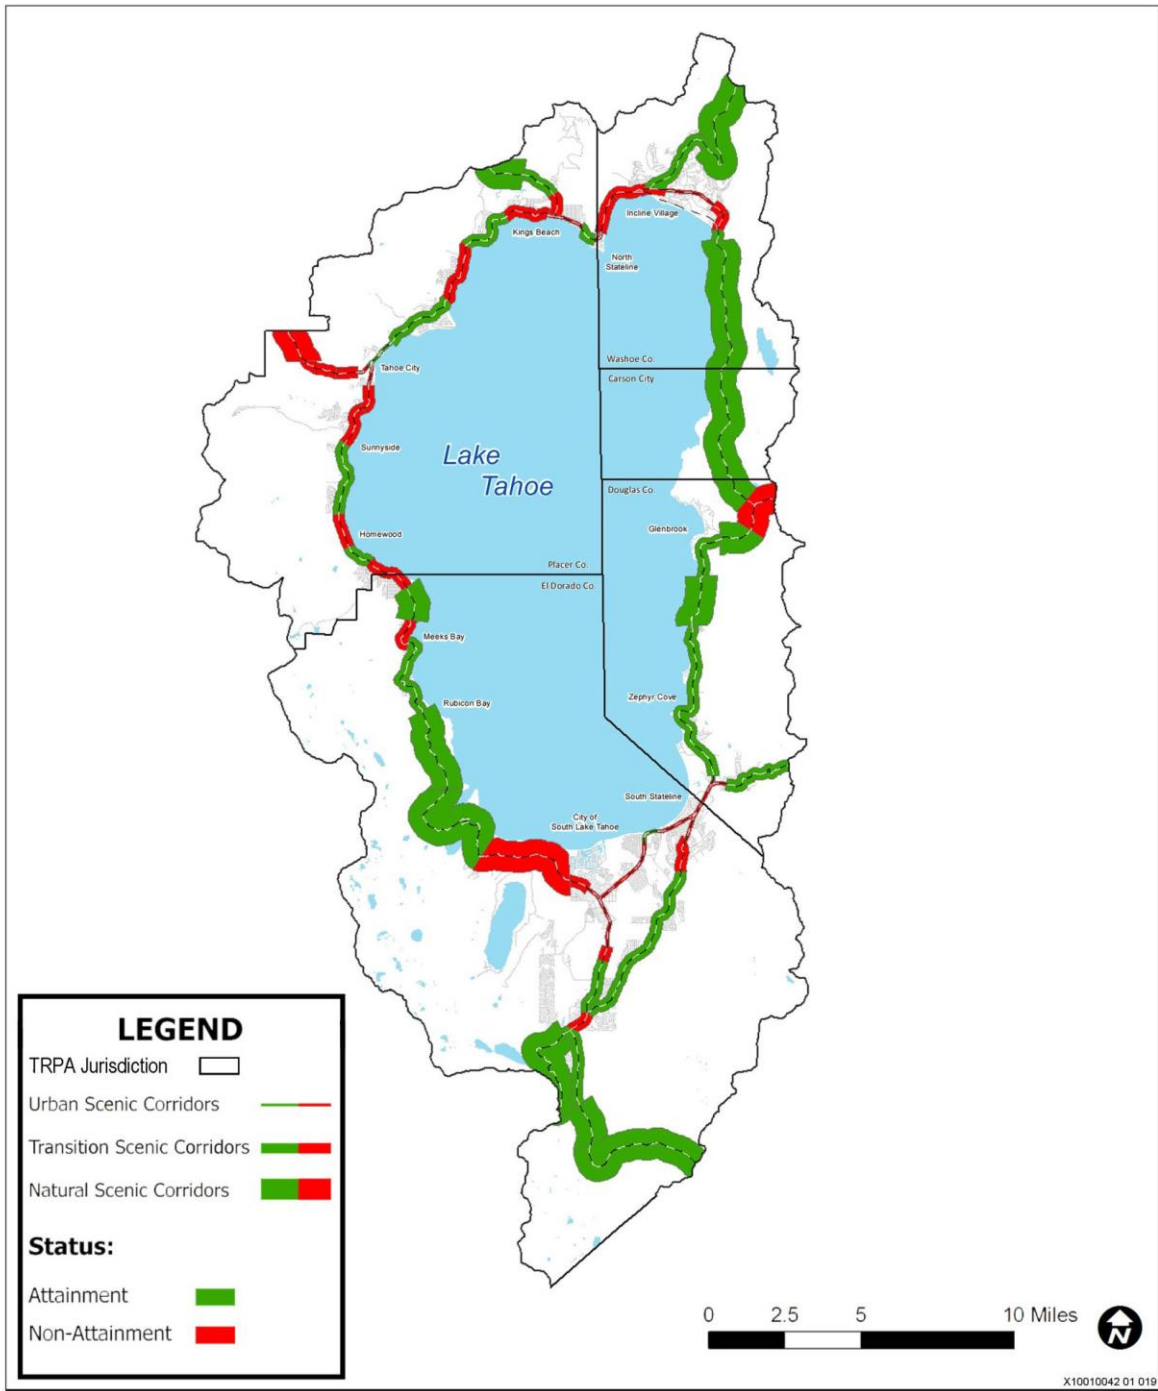 Kings Beach
Incline Village
North
Stateline
Washoe Co.
Tahoe City
Carson City
Sunnyside
Lake
Tahoe
Douglas Co.
Glenbrook
Homewood
Placer Co.
El Dorado Co.
Meeks Bay
Rubicon Bay
Zephyr Cove
South Stateline
City of
South Lake Tahoe
LEGEND
TRPA Jurisdiction
Urban Scenic Corridors
Transition Scenic Corridors
Natural Scenic Corridors
Status:
Attainment
Non-Attainment
0 2.5 5 10 Miles
N
X10010042 01 019